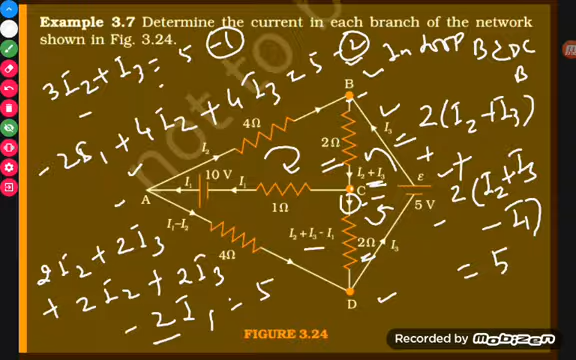 Example 3.7 Determine the current in each branch of the network
shown in Fig. 3.24.
3I₂ + I₃ = 5 -①
-2I₁ + 4I₂ + 4I₃ = 5 - ②
In loop BCDC
B
2(I₂+I₃)
+
2(I₂+I₃
- I₁)
= 5
B
4Ω
I₂
2Ω
I₃
10 V
I₁
I₁
1Ω
A
C
I₂ + I₃
①
ε
5 V
I₁–I₂
4Ω
I₂ + I₃ – I₁
2Ω
I₃
D
2I₂ + 2I₃
+ 2I₂ + 2I₃
- 2I₁ = 5
FIGURE 3.24
not to b
Recorded by mobizen